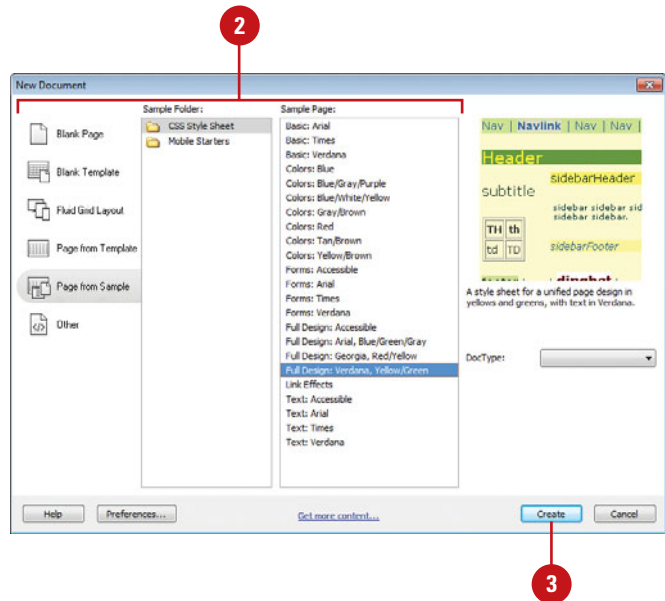 2
New Document
Sample Folder:
Sample Page:
Blank Page
Blank Template
Fluid Grid Layout
Page from Template
Page from Sample
Other
CSS Style Sheet
Mobile Starters
Basic: Arial
Basic: Times
Basic: Verdana
Colors: Blue
Colors: Blue/Gray/Purple
Colors: Blue/White/Yellow
Colors: Gray/Brown
Colors: Red
Colors: Tan/Brown
Colors: Yellow/Brown
Forms: Accessible
Forms: Arial
Forms: Times
Forms: Verdana
Full Design: Accessible
Full Design: Arial, Blue/Green/Gray
Full Design: Georgia, Red/Yellow
Full Design: Verdana, Yellow/Green
Link Effects
Text: Accessible
Text: Arial
Text: Times
Text: Verdana
Nav | Navlink | Nav | Nav |
Header
subtitle
sidebarHeader
sidebar sidebar sid
sidebar sidebar.
TH th
td TD
sidebarFooter
footer | dingbat |
A style sheet for a unified page design in
yellows and greens, with text in Verdana.
DocType:
Help
Preferences...
Get more content...
Create
Cancel
3